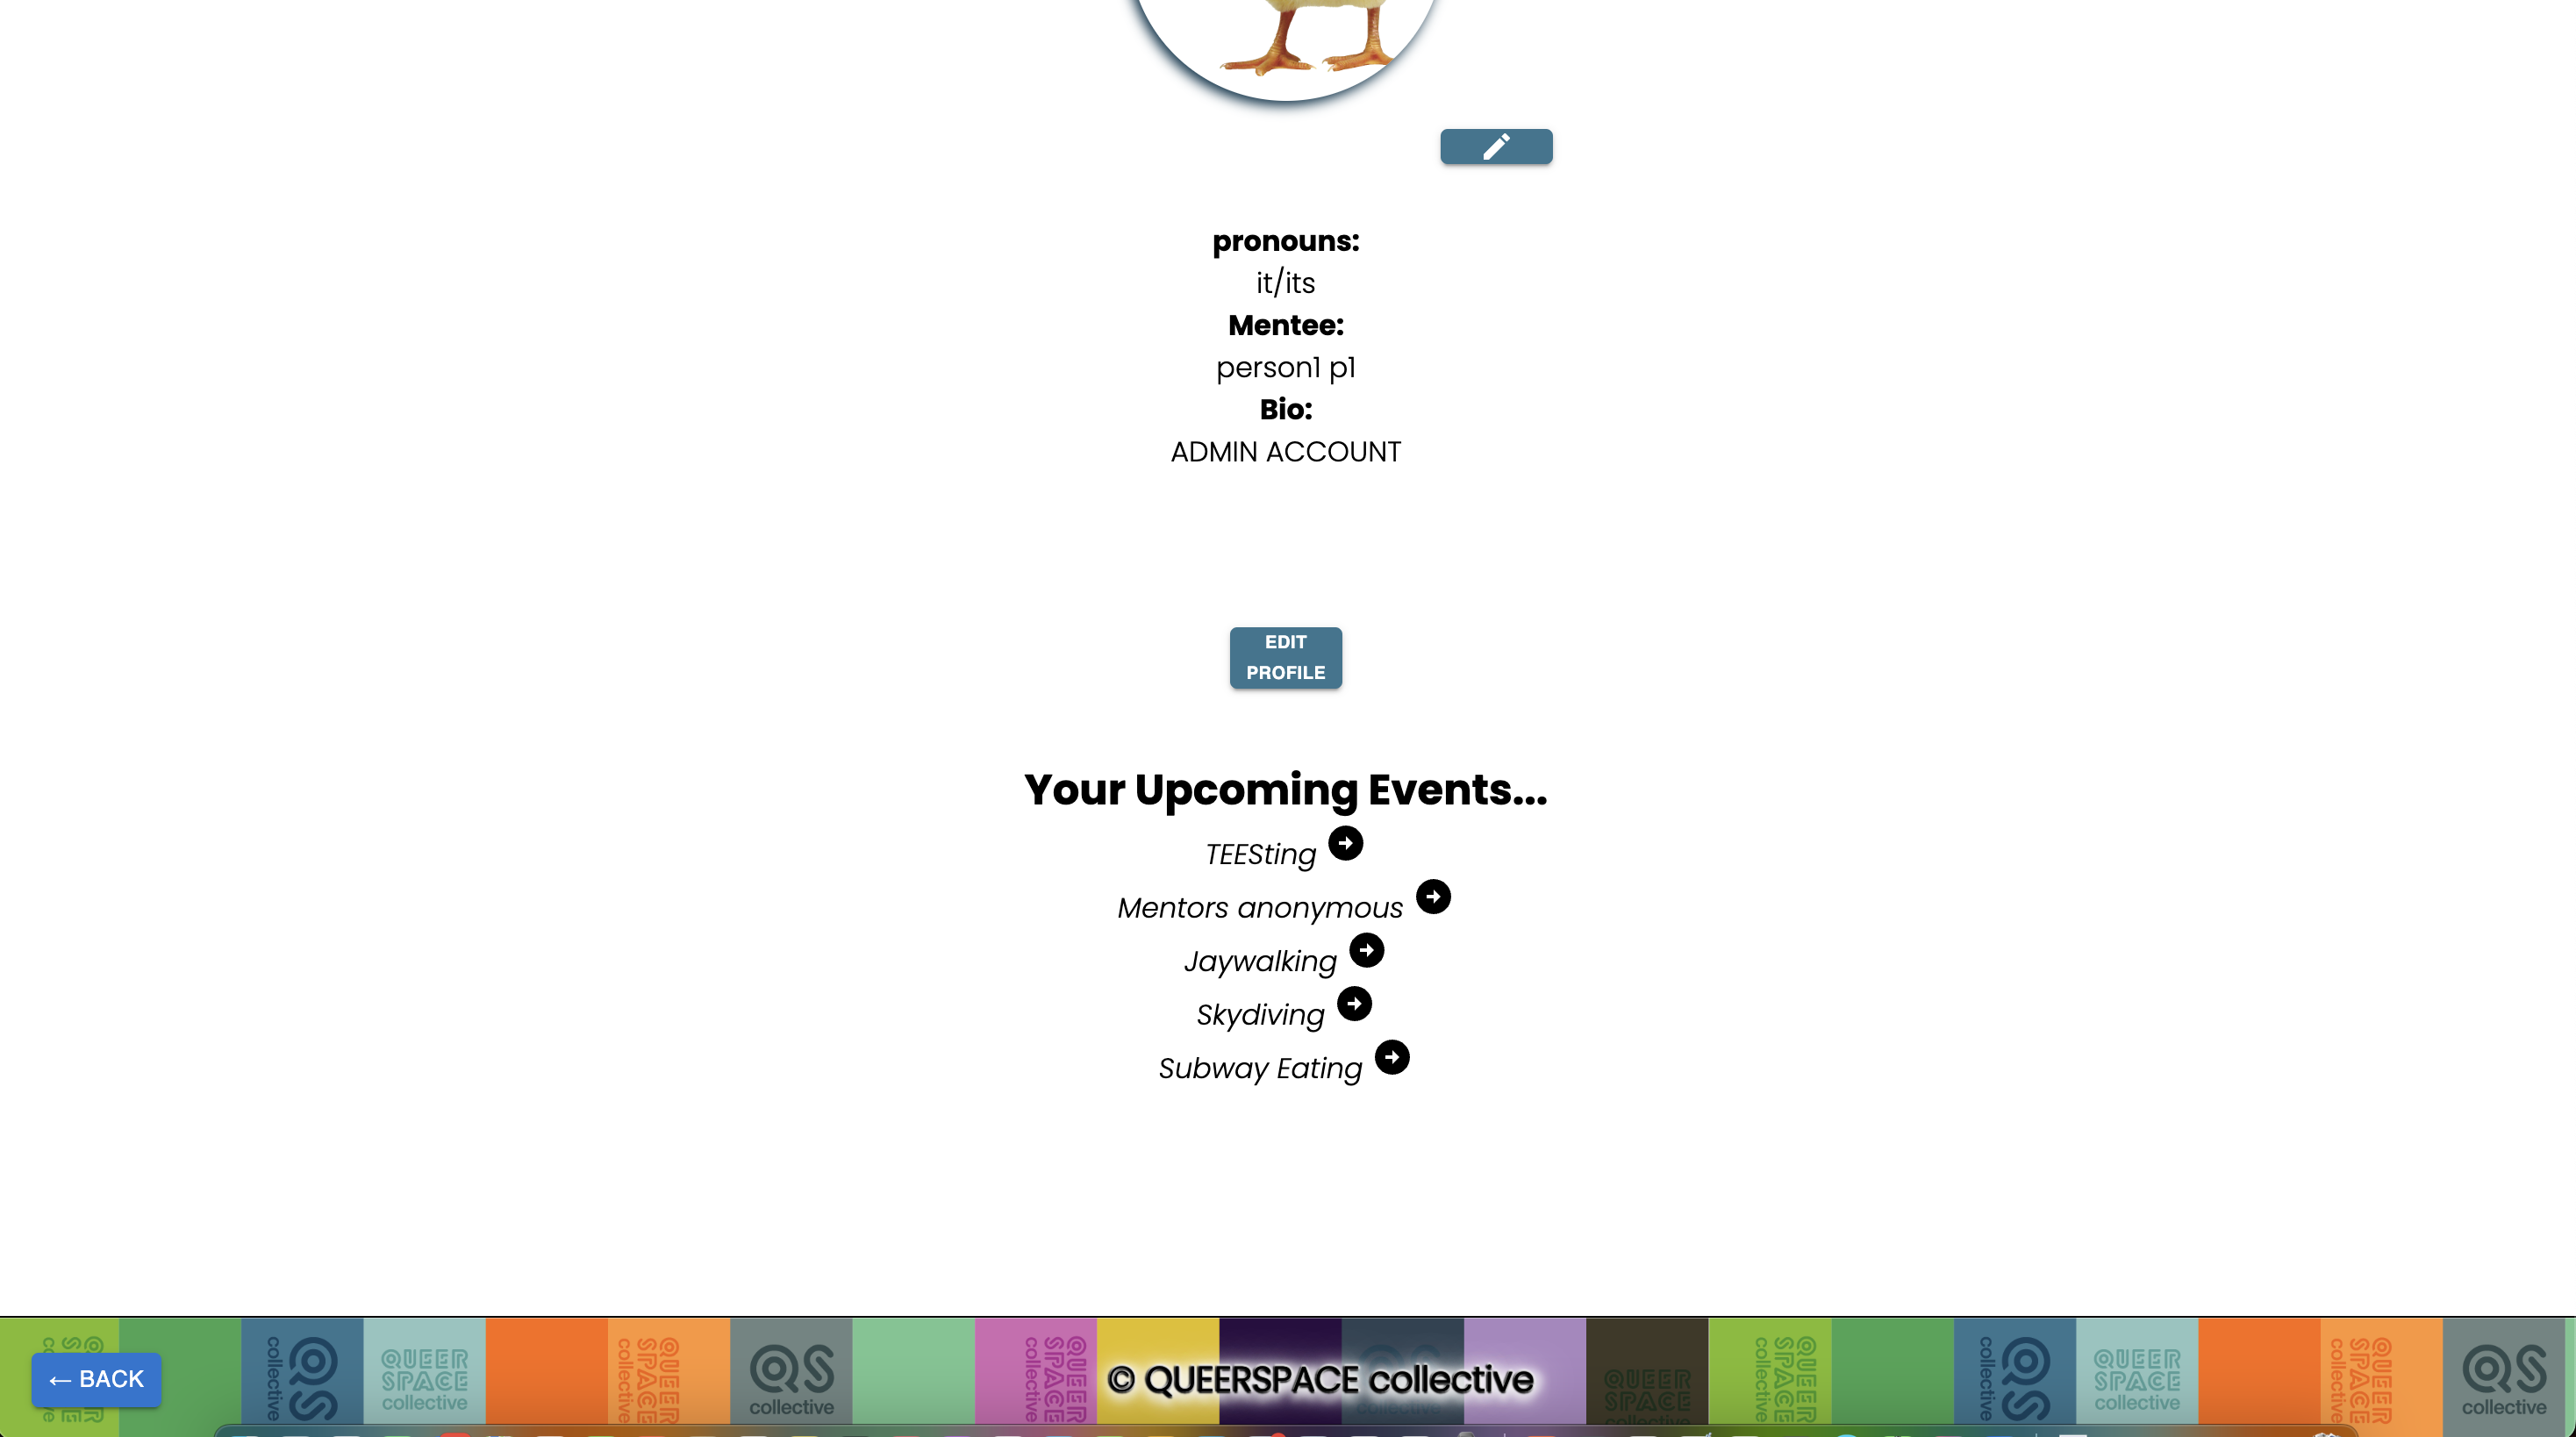 pronouns:
it/its
Mentee:
person1 p1
Bio:
ADMIN ACCOUNT
EDIT
PROFILE
Your Upcoming Events...
TEESting
Mentors anonymous
Jaywalking
Skydiving
Subway Eating
← BACK
QS
collective
QUEER
SPACE
collective
QUEER
SPACE
collective
QS
collective
QUEER
SPACE
collective
© QUEERSPACE collective
QUEER
SPACE
collective
QUEER
SPACE
collective
QS
collective
QUEER
SPACE
collective
QUEER
SPACE
collective
QS
collective